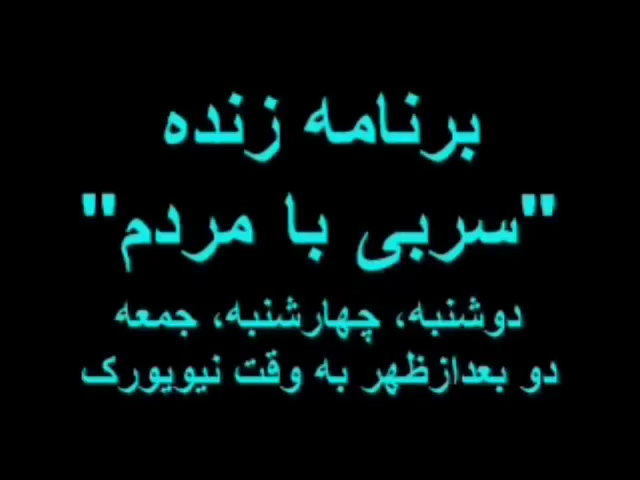 برنامه زنده
"سربی با مردم"
دوشنبه، چهارشنبه، جمعه
دو بعدازظهر به وقت نیویورک